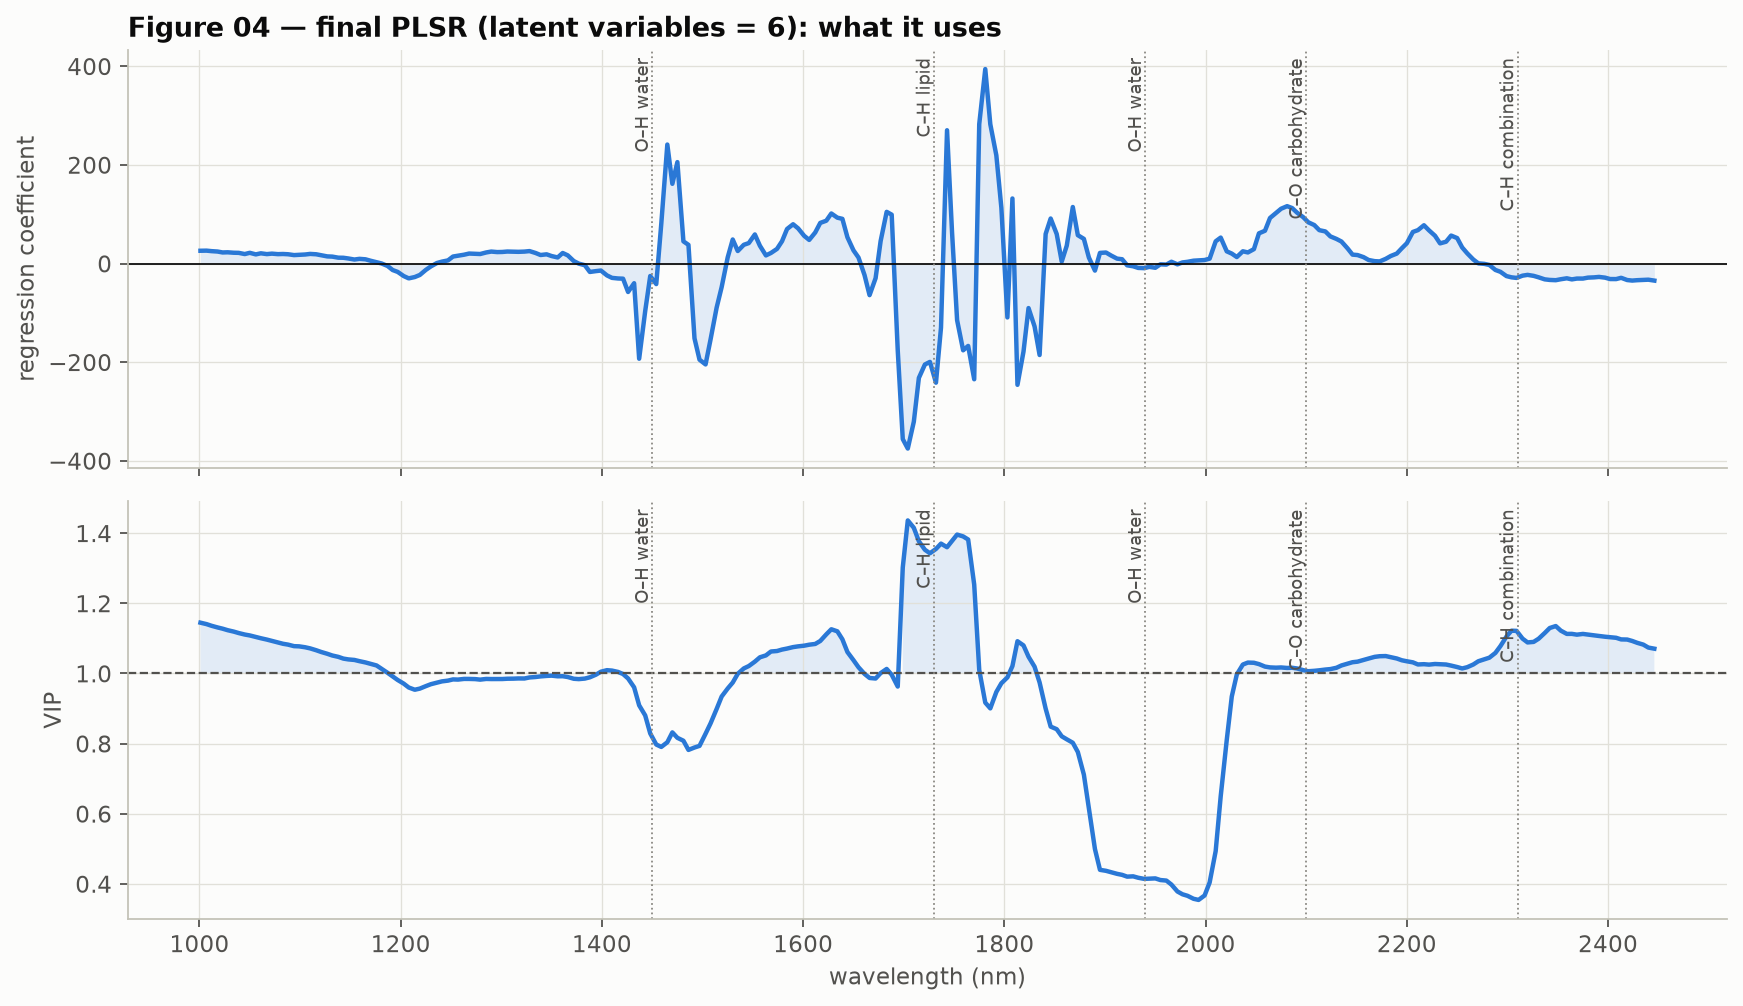 Figure 04 — final PLSR (latent variables = 6): what it uses
regression coefficient
400
200
0
−200
−400
O–H water
C–H lipid
O–H water
C–O carbohydrate
C–H combination
VIP
1.4
1.2
1.0
0.8
0.6
0.4
O–H water
C–H lipid
O–H water
C–O carbohydrate
C–H combination
1000 1200 1400 1600 1800 2000 2200 2400
wavelength (nm)